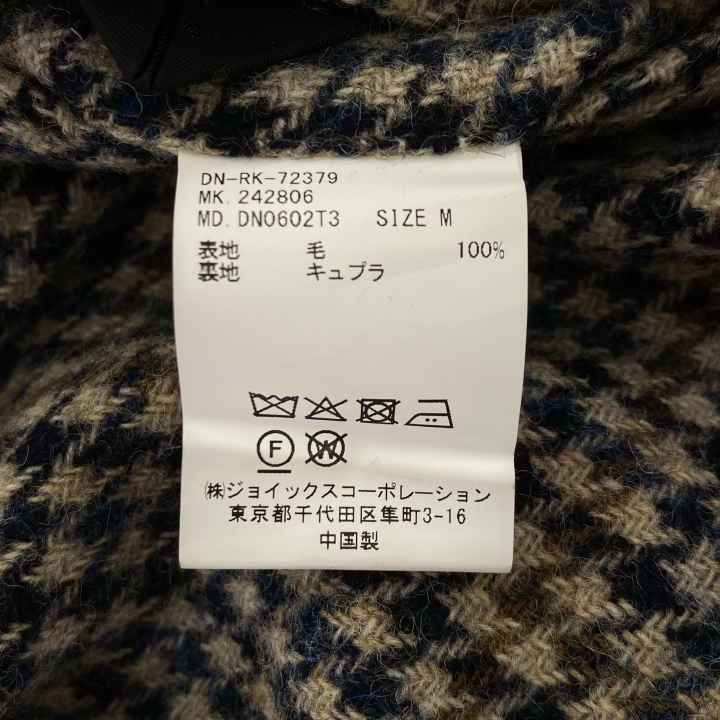 DN-RK-72379
MK. 242806
MD. DN0602T3 SIZE M
表地 毛 100%
裏地 キュプラ
F W
㈱ジョイックスコーポレーション
東京都千代田区隼町3-16
中国製